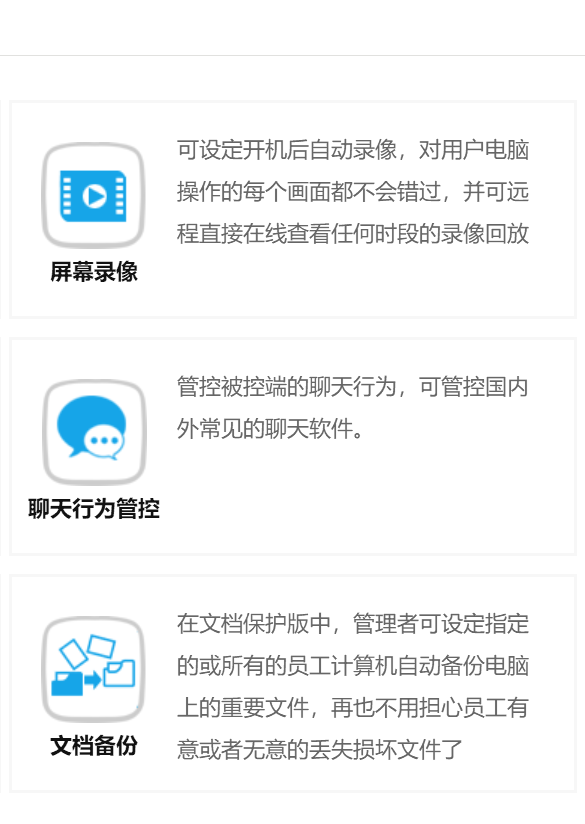 可设定开机后自动录像，对用户电脑
操作的每个画面都不会错过，并可远
程直接在线查看任何时段的录像回放
屏幕录像
管控被控端的聊天行为，可管控国内
外常见的聊天软件。
聊天行为管控
在文档保护版中，管理者可设定指定
的或所有的员工计算机自动备份电脑
上的重要文件，再也不用担心员工有
意或者无意的丢失损坏文件了
文档备份